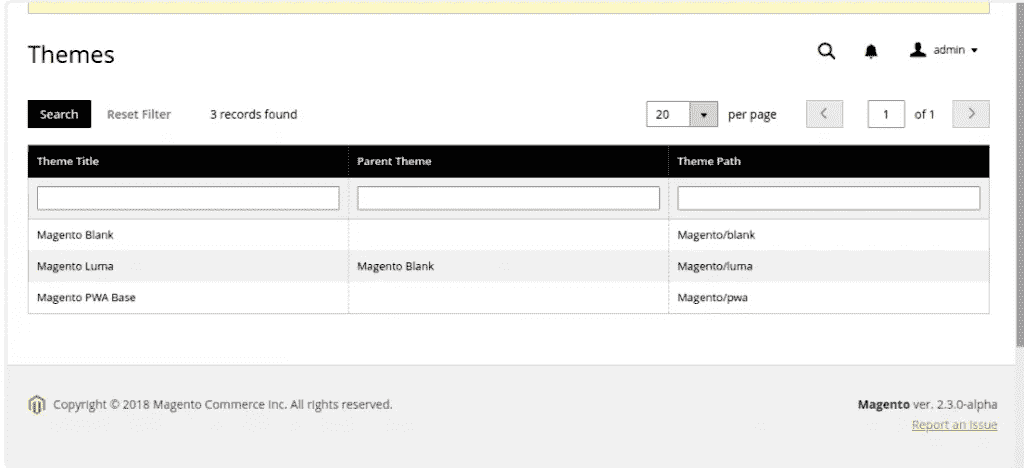 Themes
admin
Search Reset Filter 3 records found 20 per page 1 of 1
Theme Title Parent Theme Theme Path
Magento Blank Magento/blank
Magento Luma Magento Blank Magento/luma
Magento PWA Base Magento/pwa
Copyright © 2018 Magento Commerce Inc. All rights reserved. Magento ver. 2.3.0-alpha
Report an Issue